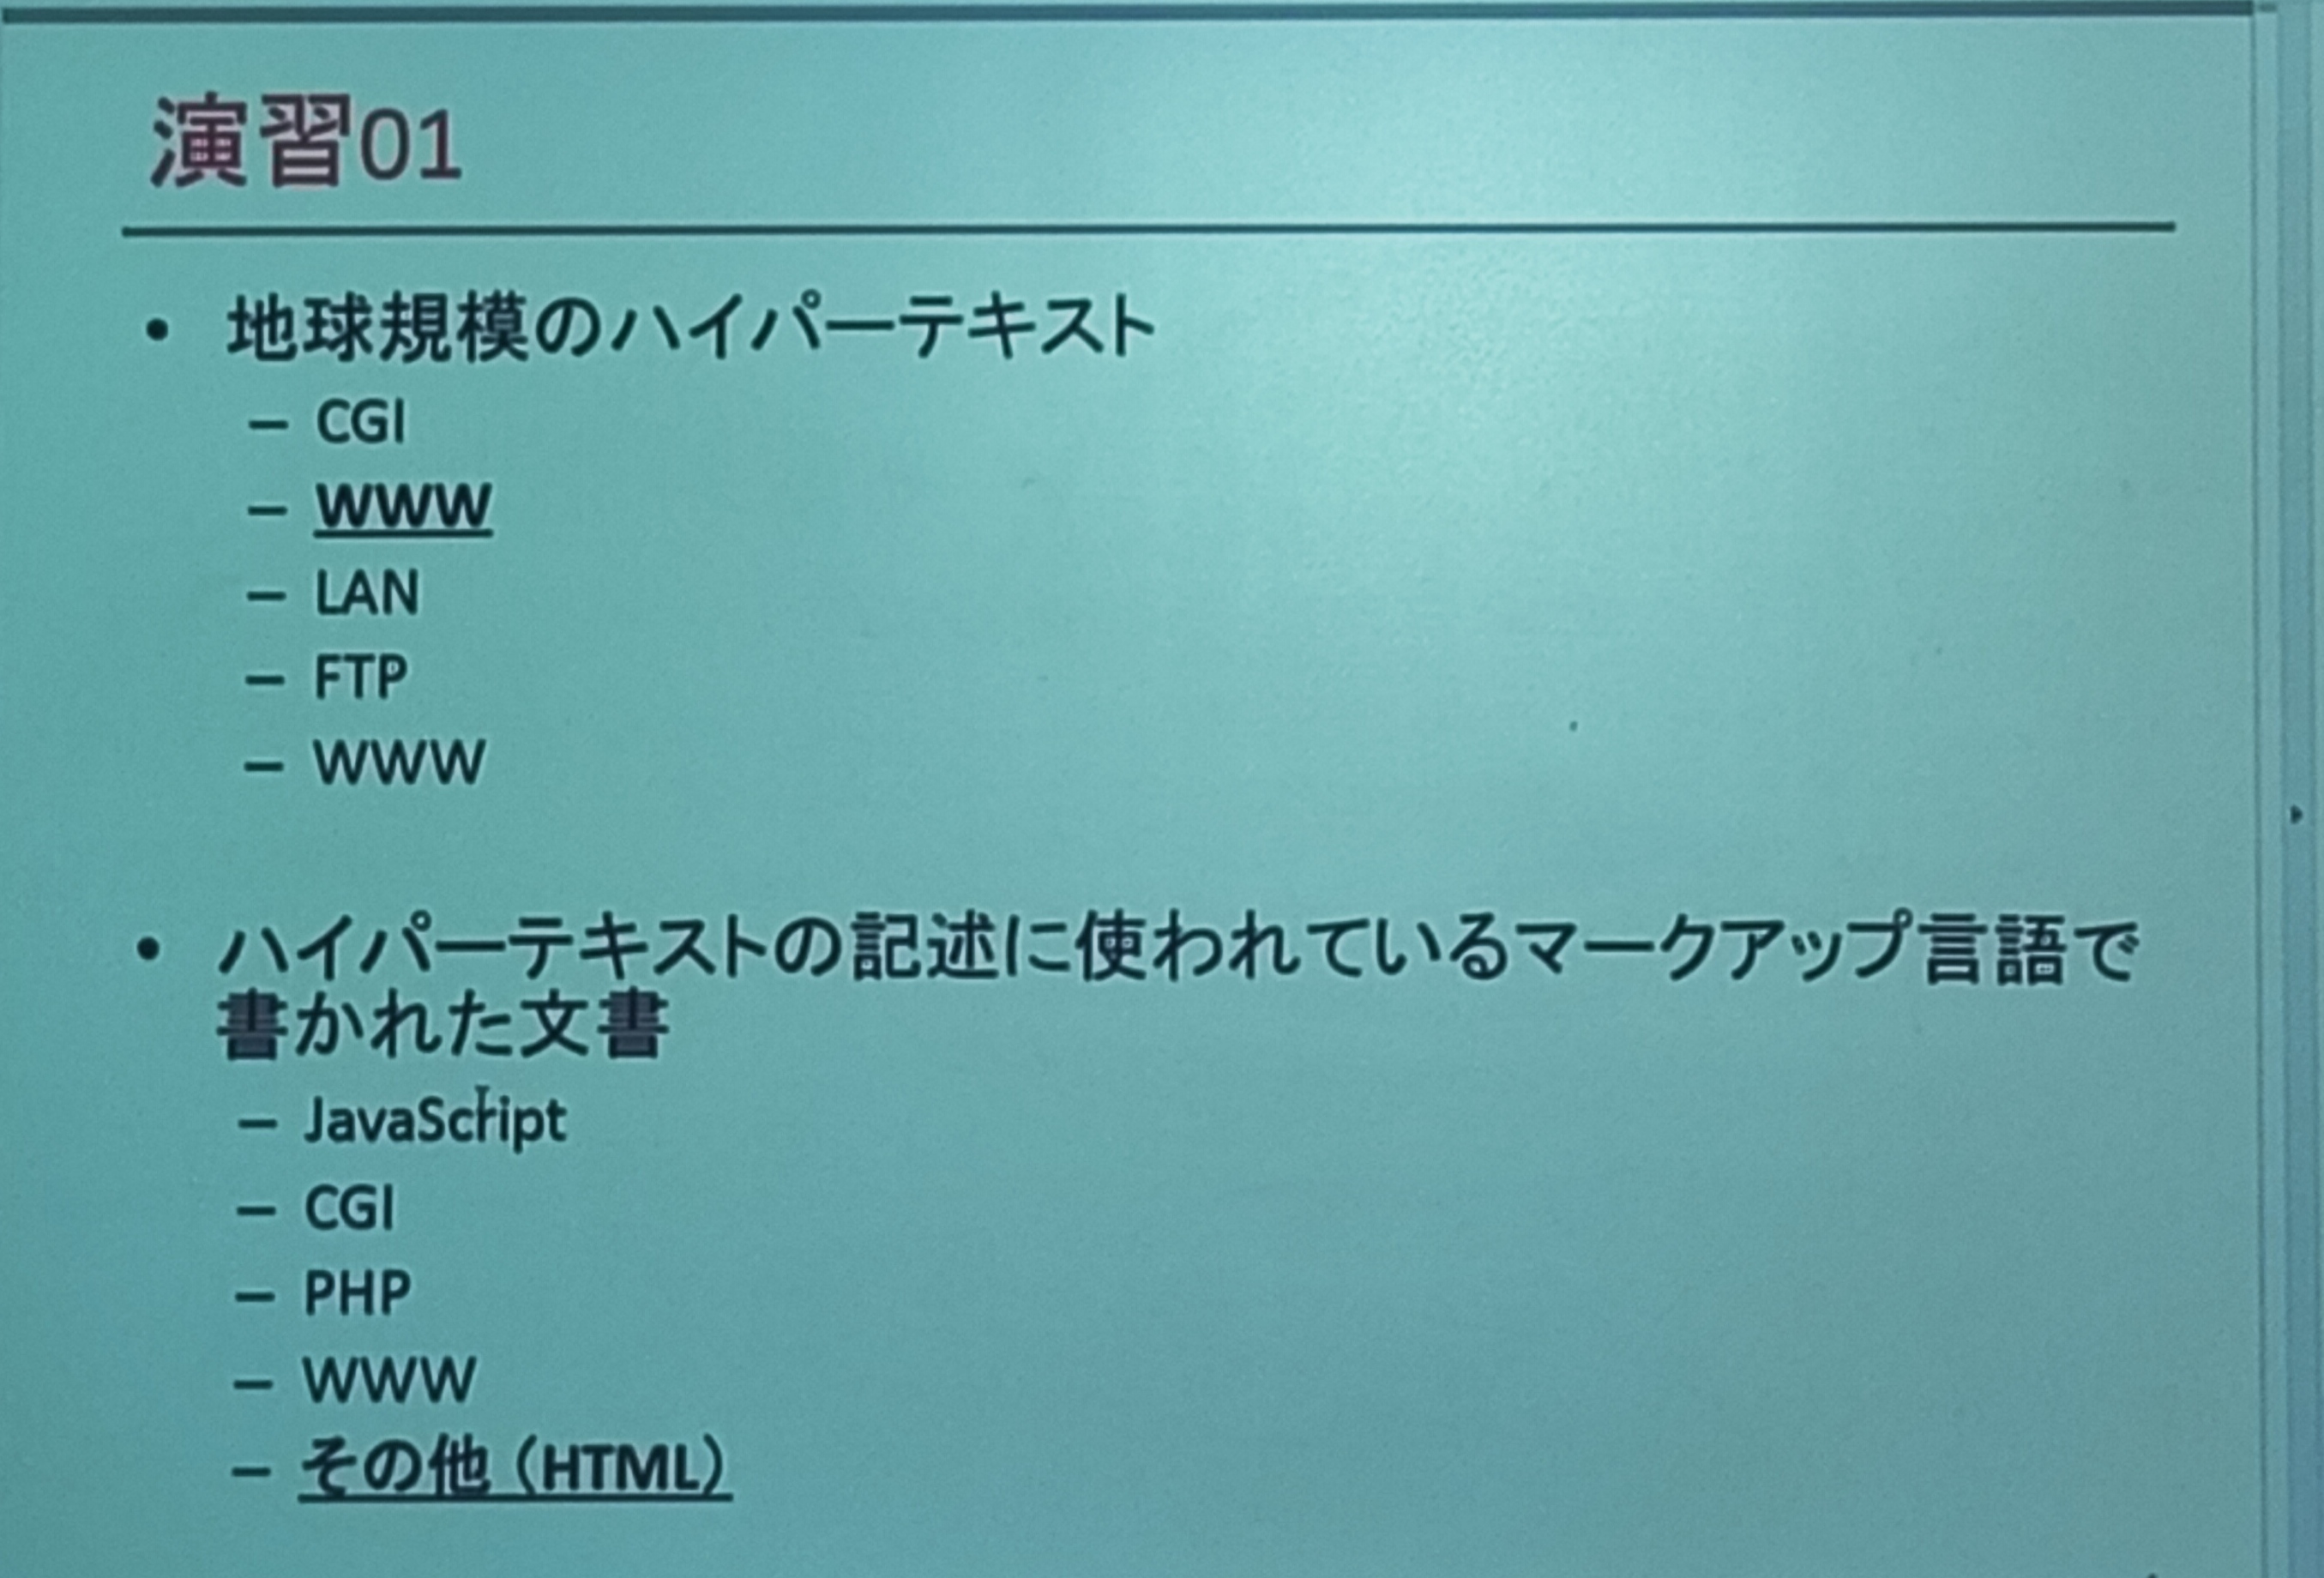 演習01
• 地球規模のハイパーテキスト
– CGI
– WWW
– LAN
– FTP
– WWW
• ハイパーテキストの記述に使われているマークアップ言語で
書かれた文書
– JavaScript
– CGI
– PHP
– WWW
– その他（HTML）